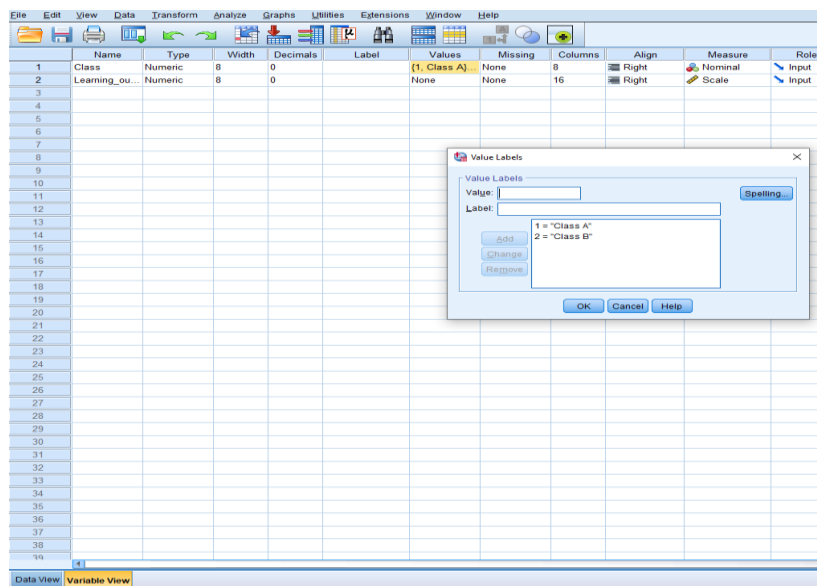 File Edit View Data Transform Analyze Graphs Utilities Extensions Window Help
Name Type Width Decimals Label Values Missing Columns Align Measure Role
1 Class Numeric 8 0 {1, Class A}... None 8 Right Nominal Input
2 Learning_ou... Numeric 8 0 None None 16 Right Scale Input
3
4
5
6
7
8
9
10
11
12
13
14
15
16
17
18
19
20
21
22
23
24
25
26
27
28
29
30
31
32
33
34
35
36
37
38
39
Value Labels
Value Labels
Value:
Spelling...
Label:
1 = "Class A"
Add 2 = "Class B"
Change
Remove
OK Cancel Help
Data View Variable View